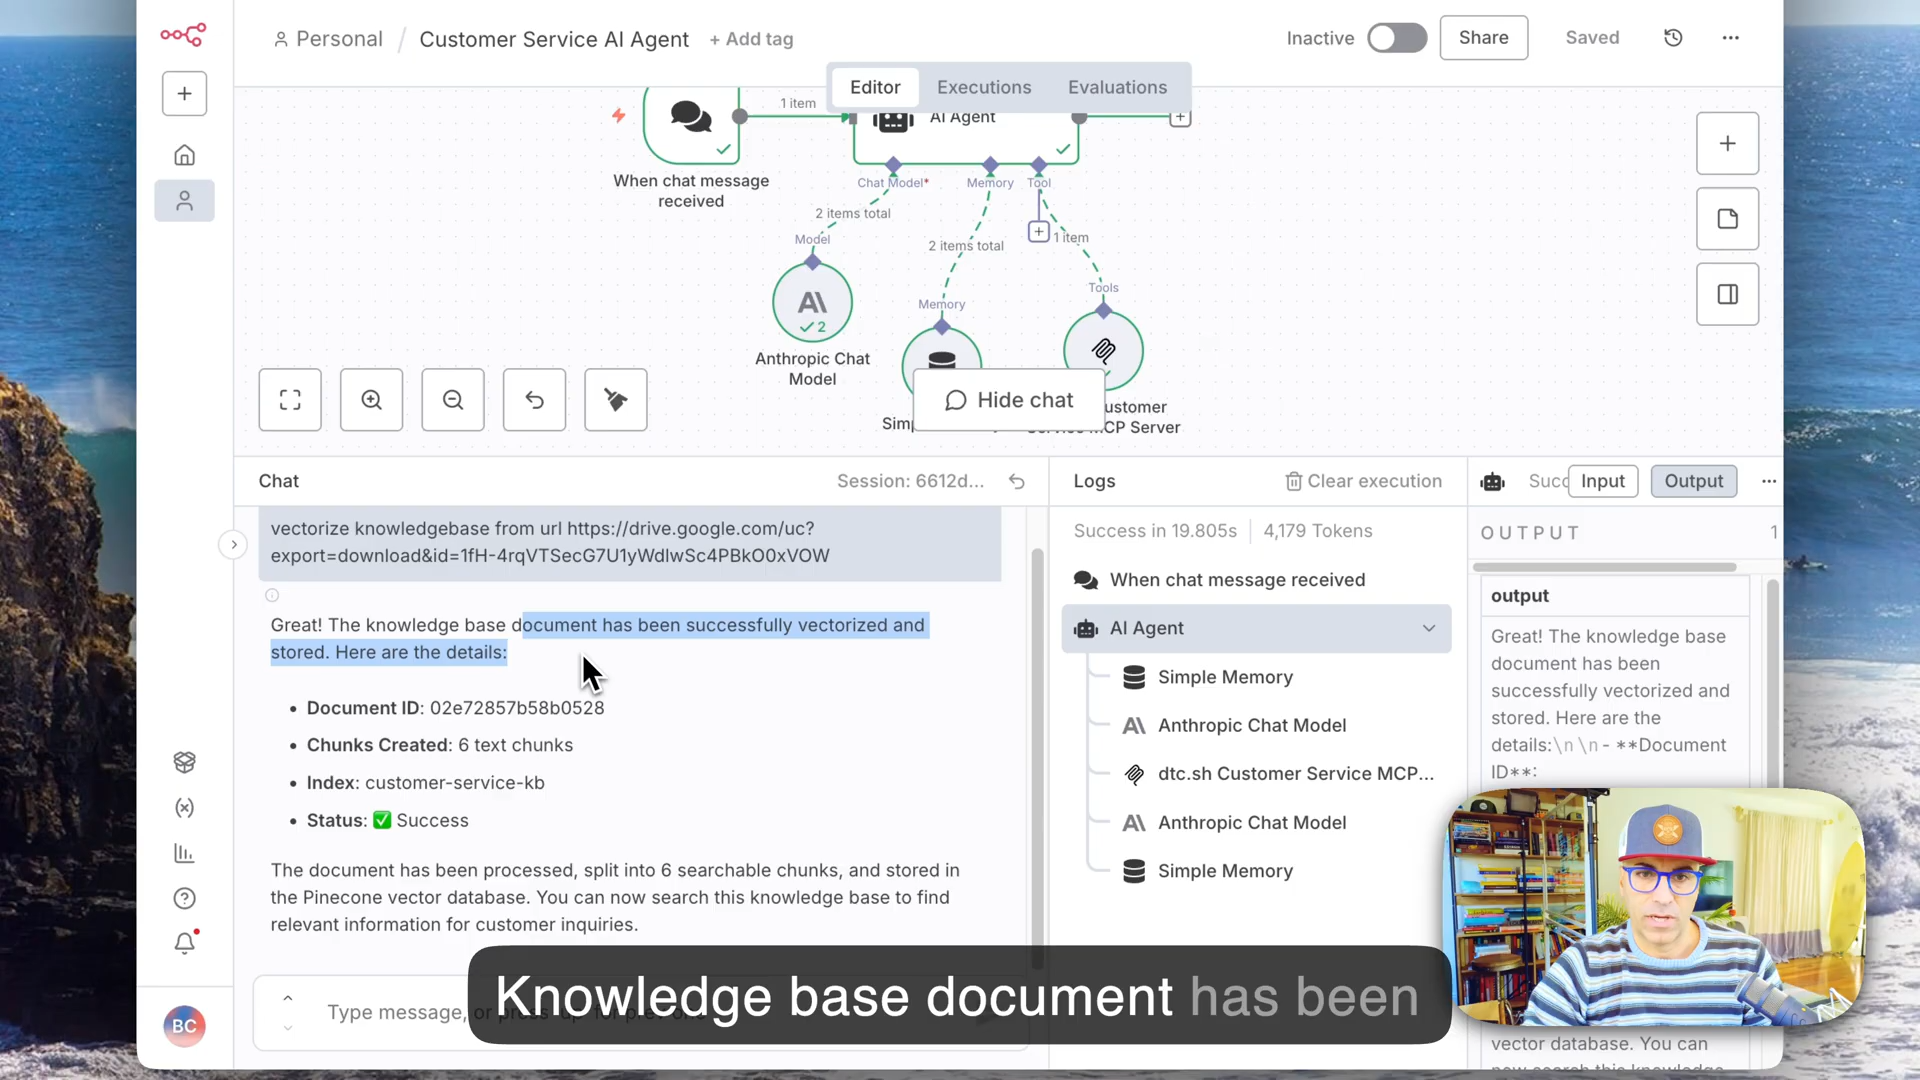 Personal / Customer Service AI Agent + Add tag
Inactive
Share
Saved
Editor
Executions
Evaluations
1 item
AI Agent
When chat message
received
Chat Model*
Memory
Tool
2 items total
Model
2 items total
1 item
Memory
Tools
2
Anthropic Chat
Model
Hide chat
Chat
Session: 6612d...
vectorize knowledgebase from url https://drive.google.com/uc?
export=download&id=1fH-4rqVTSecG7U1yWdlwSc4PBkO0xVOW
Great! The knowledge base document has been successfully vectorized and
stored. Here are the details:
• Document ID: 02e72857b58b0528
• Chunks Created: 6 text chunks
• Index: customer-service-kb
• Status: ✅ Success
The document has been processed, split into 6 searchable chunks, and stored in
the Pinecone vector database. You can now search this knowledge base to find
relevant information for customer inquiries.
Type message,
BC
Logs
Clear execution
Success in 19.805s
4,179 Tokens
When chat message received
AI Agent
Simple Memory
Anthropic Chat Model
dtc.sh Customer Service MCP...
Anthropic Chat Model
Simple Memory
Input
Output
OUTPUT
1
output
Great! The knowledge base
document has been
successfully vectorized and
stored. Here are the
details:\n \n - **Document
ID**:
vector database. You can
Knowledge base document has been